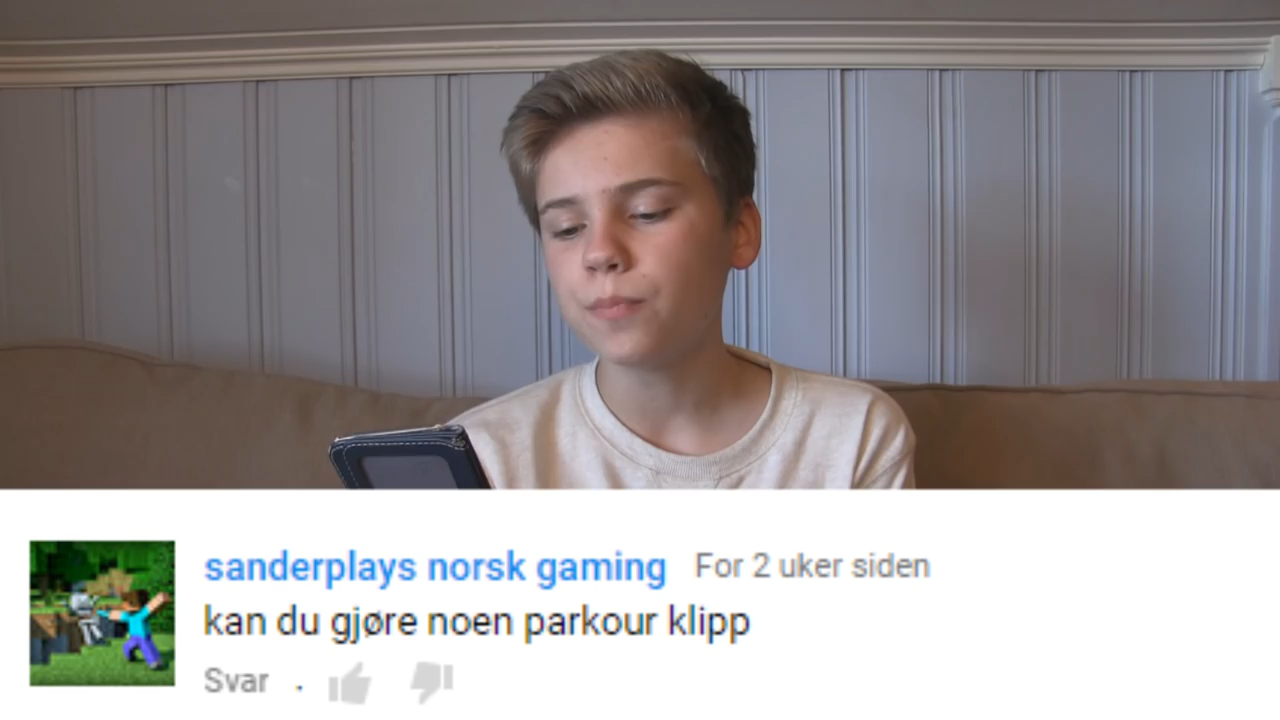 sanderplays norsk gaming For 2 uker siden
kan du gjøre noen parkour klipp
Svar .